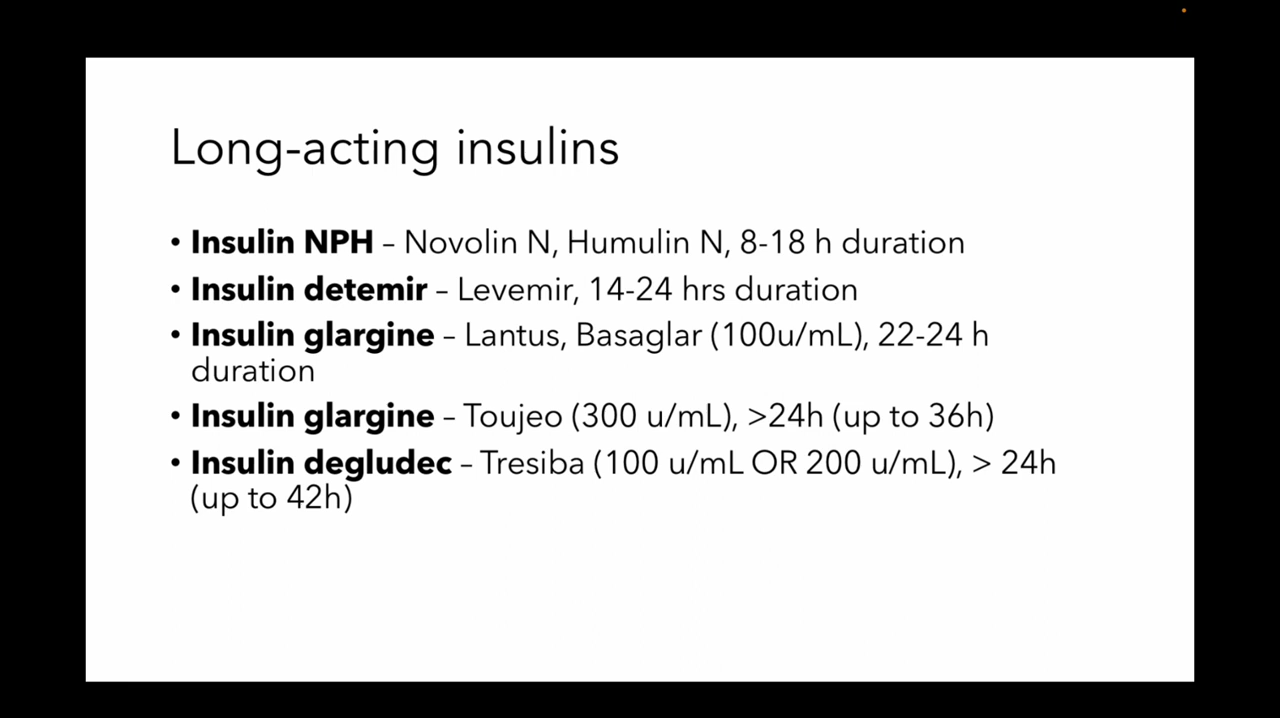 Long-acting insulins
• Insulin NPH – Novolin N, Humulin N, 8-18 h duration
• Insulin detemir – Levemir, 14-24 hrs duration
• Insulin glargine – Lantus, Basaglar (100u/mL), 22-24 h
duration
• Insulin glargine – Toujeo (300 u/mL), >24h (up to 36h)
• Insulin degludec – Tresiba (100 u/mL OR 200 u/mL), > 24h
(up to 42h)